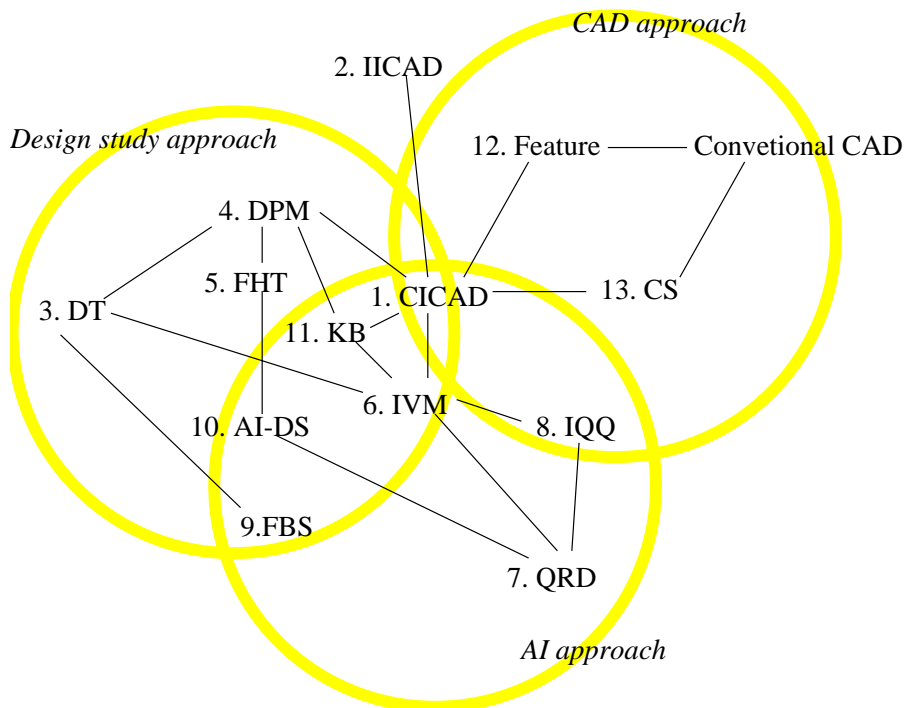 CAD approach
2. IICAD
Design study approach
12. Feature
Convetional CAD
4. DPM
5. FHT
1. CICAD
13. CS
3. DT
11. KB
6. IVM
10. AI-DS
8. IQQ
9.FBS
7. QRD
AI approach